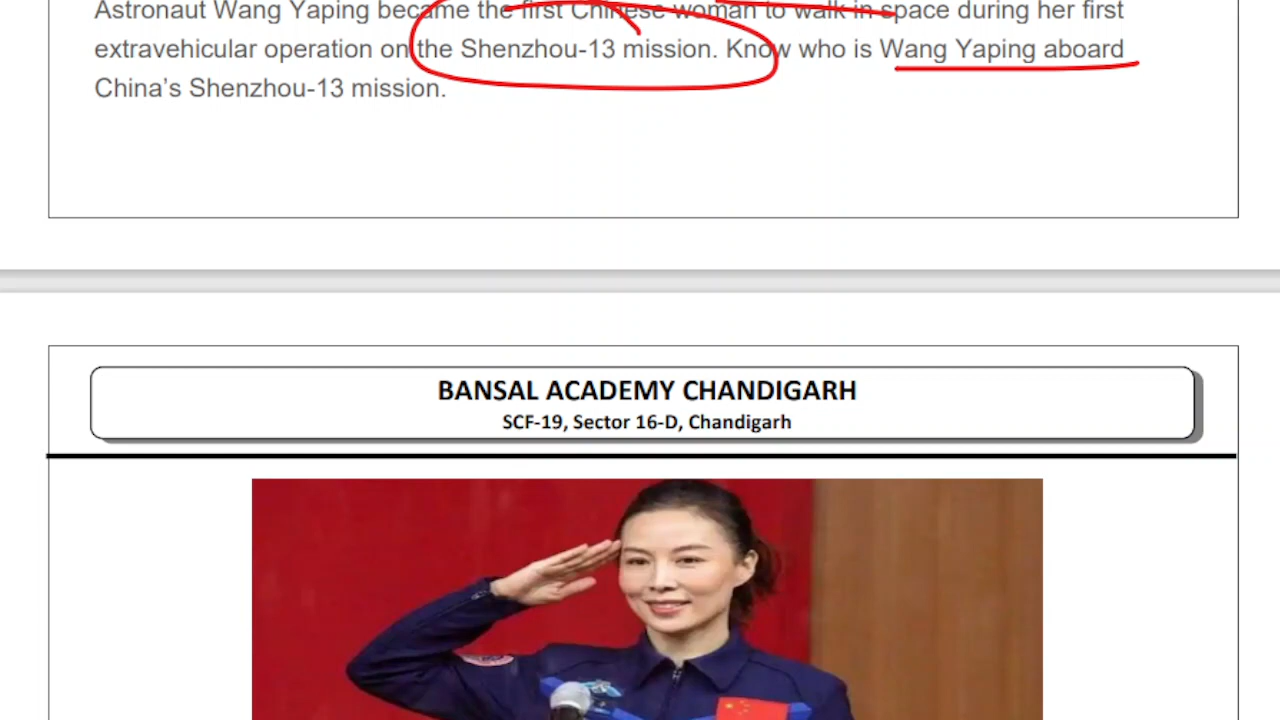 Astronaut Wang Yaping became the first Chinese woman to walk in space during her first
extravehicular operation on the Shenzhou-13 mission. Know who is Wang Yaping aboard
China’s Shenzhou-13 mission.
BANSAL ACADEMY CHANDIGARH
SCF-19, Sector 16-D, Chandigarh